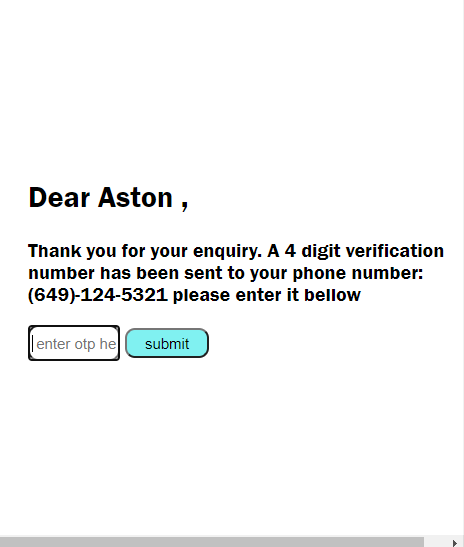 Dear Aston ,
Thank you for your enquiry. A 4 digit verification
number has been sent to your phone number:
(649)-124-5321 please enter it bellow
enter otp he
submit